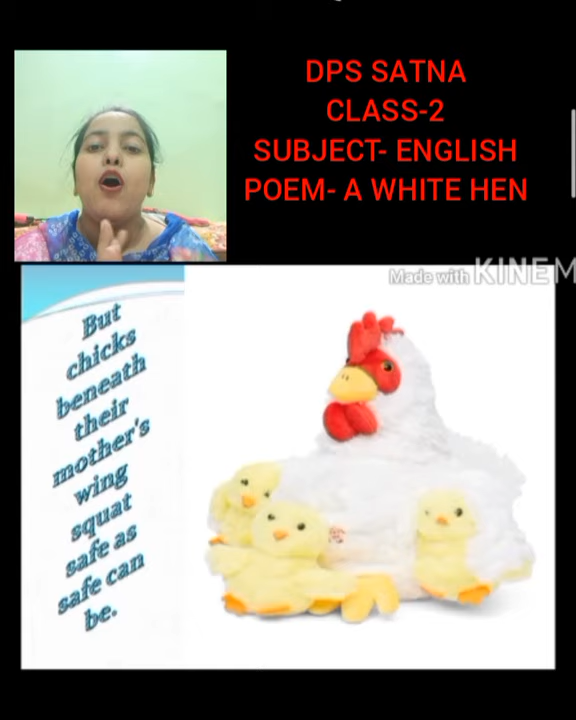 DPS SATNA
CLASS-2
SUBJECT- ENGLISH
POEM- A WHITE HEN
Made with KINEM
But
chicks
beneath
their
mother's
wing
squat
safe as
safe can
be.